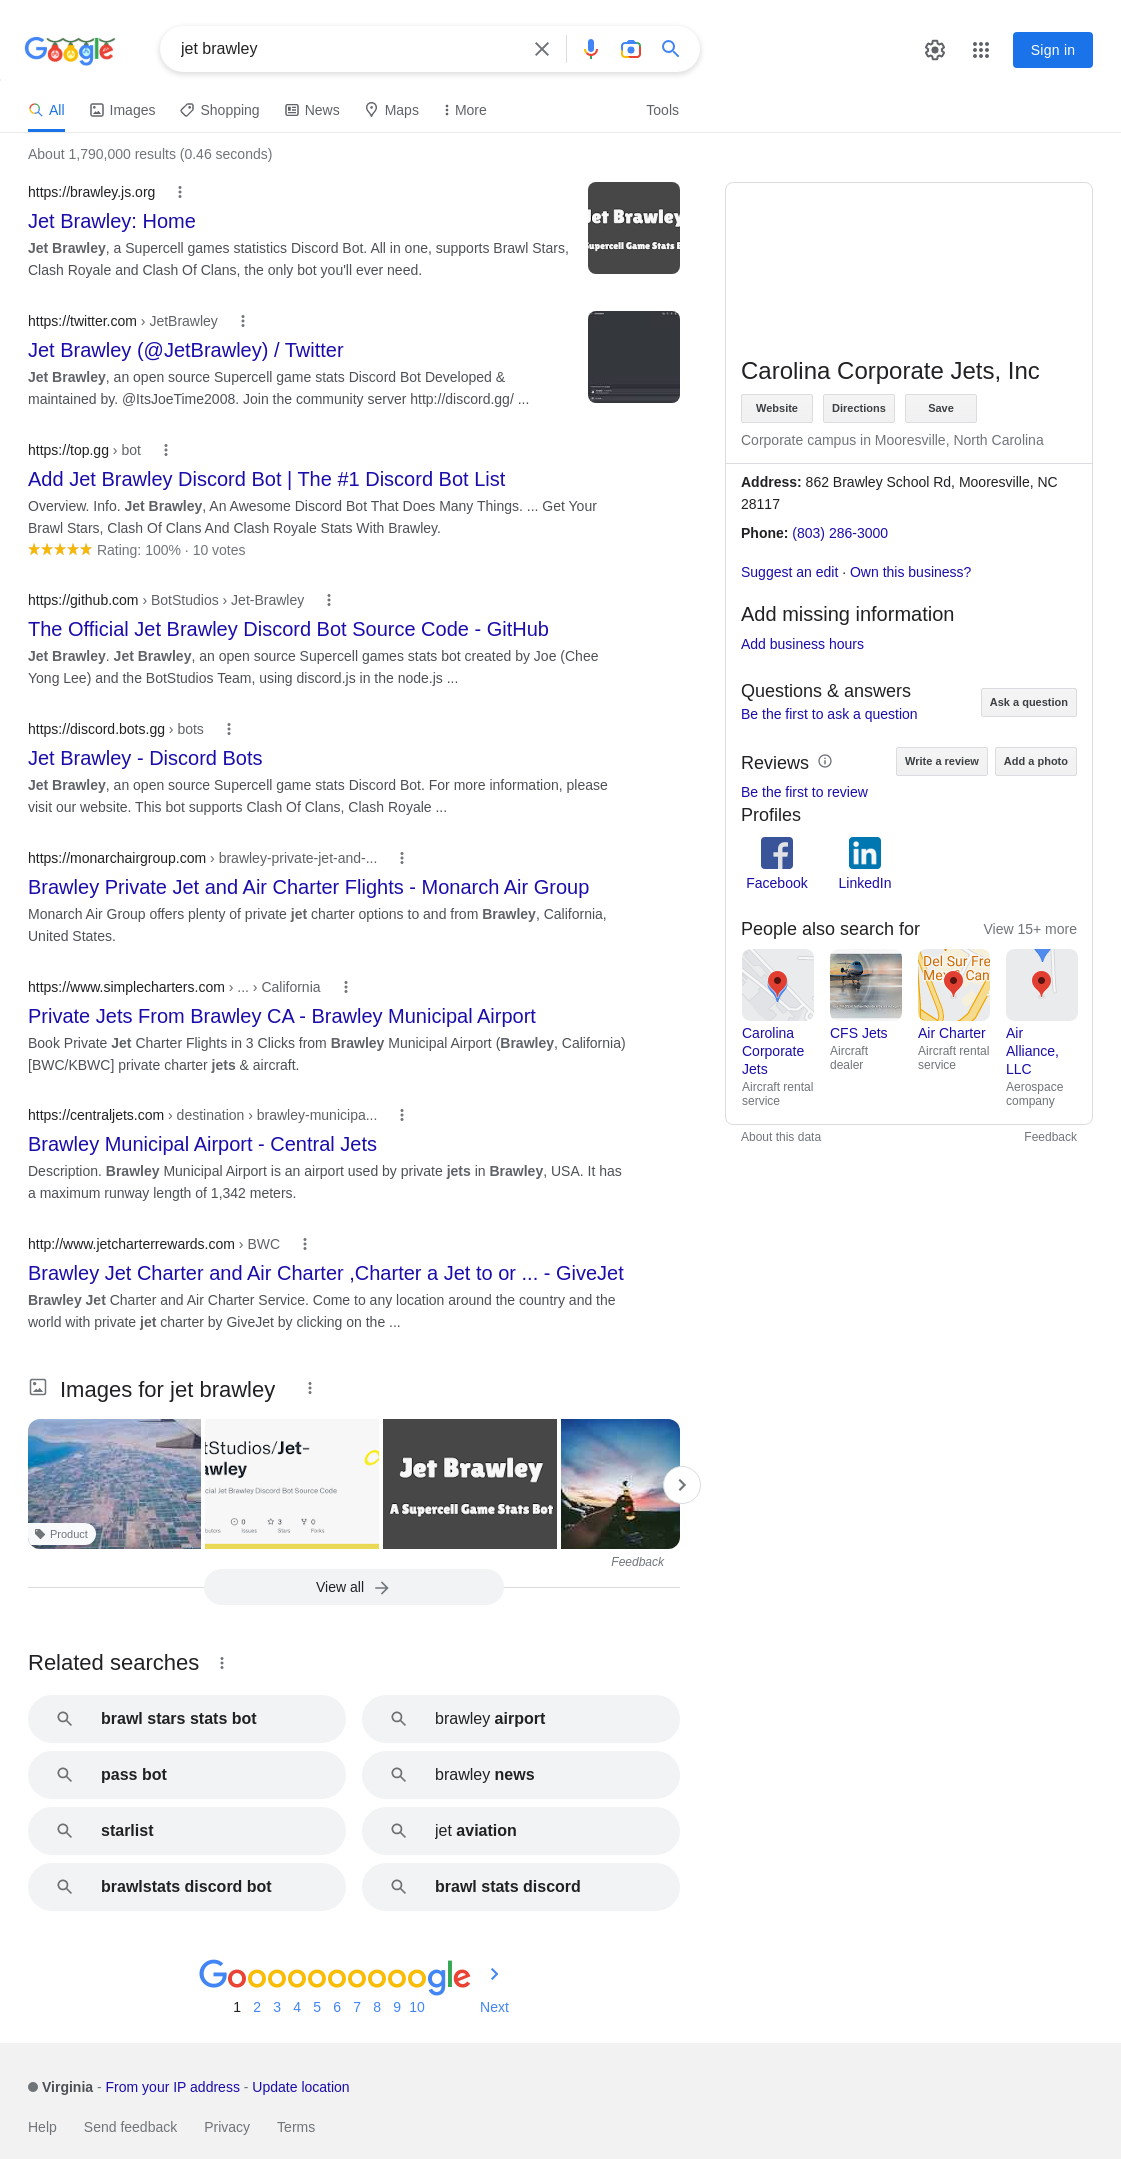 Google
jet brawley
Sign in
All
Images
Shopping
News
Maps
More
Tools
About 1,790,000 results (0.46 seconds)
https://brawley.js.org
Jet Brawley: Home
Jet Brawley, a Supercell games statistics Discord Bot. All in one, supports Brawl Stars,
Clash Royale and Clash Of Clans, the only bot you'll ever need.
Jet Brawley
Supercell Game Stats B
https://twitter.com › JetBrawley
Jet Brawley (@JetBrawley) / Twitter
Jet Brawley, an open source Supercell game stats Discord Bot Developed &
maintained by. @ItsJoeTime2008. Join the community server http://discord.gg/ ...
https://top.gg › bot
Add Jet Brawley Discord Bot | The #1 Discord Bot List
Overview. Info. Jet Brawley, An Awesome Discord Bot That Does Many Things. ... Get Your
Brawl Stars, Clash Of Clans And Clash Royale Stats With Brawley.
Rating: 100% · 10 votes
https://github.com › BotStudios › Jet-Brawley
The Official Jet Brawley Discord Bot Source Code - GitHub
Jet Brawley. Jet Brawley, an open source Supercell games stats bot created by Joe (Chee
Yong Lee) and the BotStudios Team, using discord.js in the node.js ...
https://discord.bots.gg › bots
Jet Brawley - Discord Bots
Jet Brawley, an open source Supercell game stats Discord Bot. For more information, please
visit our website. This bot supports Clash Of Clans, Clash Royale ...
https://monarchairgroup.com › brawley-private-jet-and-...
Brawley Private Jet and Air Charter Flights - Monarch Air Group
Monarch Air Group offers plenty of private jet charter options to and from Brawley, California,
United States.
https://www.simplecharters.com › ... › California
Private Jets From Brawley CA - Brawley Municipal Airport
Book Private Jet Charter Flights in 3 Clicks from Brawley Municipal Airport (Brawley, California)
[BWC/KBWC] private charter jets & aircraft.
https://centraljets.com › destination › brawley-municipa...
Brawley Municipal Airport - Central Jets
Description. Brawley Municipal Airport is an airport used by private jets in Brawley, USA. It has
a maximum runway length of 1,342 meters.
http://www.jetcharterrewards.com › BWC
Brawley Jet Charter and Air Charter ,Charter a Jet to or ... - GiveJet
Brawley Jet Charter and Air Charter Service. Come to any location around the country and the
world with private jet charter by GiveJet by clicking on the ...
Images for jet brawley
Product
tStudios/Jet-
awley
cial Jet Brawley Discord Bot Source Code
0
3
0
Issues
Stars
Forks
Jet Brawley
A Supercell Game Stats Bot
Feedback
View all
Related searches
brawl stars stats bot
brawley airport
pass bot
brawley news
starlist
jet aviation
brawlstats discord bot
brawl stats discord
Goooooooooogle
1 2 3 4 5 6 7 8 9 10 Next
Carolina Corporate Jets, Inc
Website
Directions
Save
Corporate campus in Mooresville, North Carolina
Address: 862 Brawley School Rd, Mooresville, NC
28117
Phone: (803) 286-3000
Suggest an edit · Own this business?
Add missing information
Add business hours
Questions & answers
Be the first to ask a question
Ask a question
Reviews
Write a review
Add a photo
Be the first to review
Profiles
Facebook
LinkedIn
People also search for
View 15+ more
Del Sur Fre
Carolina
Corporate
Jets
Aircraft rental
service
CFS Jets
Aircraft
dealer
Air Charter
Aircraft rental
service
Air
Alliance,
LLC
Aerospace
company
About this data
Feedback
Virginia - From your IP address - Update location
Help
Send feedback
Privacy
Terms